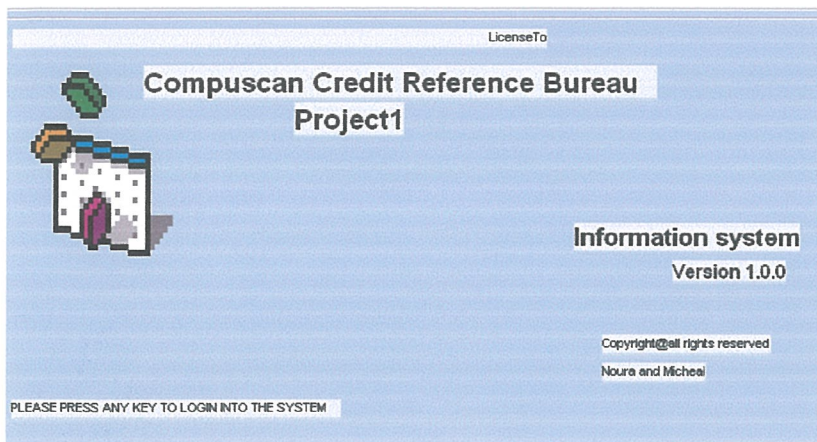 LicenseTo
Compuscan Credit Reference Bureau
Project1
Information system
Version 1.0.0
Copyright@all rights reserved
Noura and Micheal
PLEASE PRESS ANY KEY TO LOGIN INTO THE SYSTEM